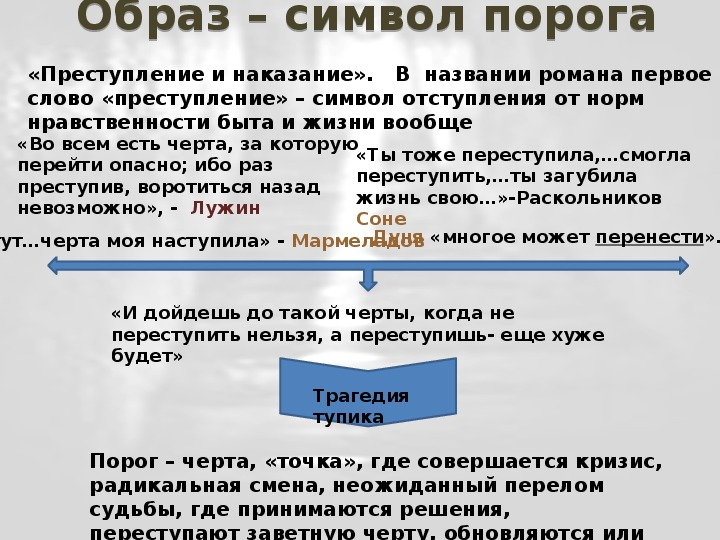 Образ – символ порога
«Преступление и наказание». В названии романа первое
слово «преступление» – символ отступления от норм
нравственности быта и жизни вообще
«Во всем есть черта, за которую
перейти опасно; ибо раз
преступив, воротиться назад
невозможно», - Лужин
«Ты тоже переступила,…смогла
переступить,…ты загубила
жизнь свою…»-Раскольников
Соне
тут…черта моя наступила» - Мармеладов
Дуня «многое может перенести».
«И дойдешь до такой черты, когда не
переступить нельзя, а переступишь- еще хуже
будет»
Трагедия
тупика
Порог – черта, «точка», где совершается кризис,
радикальная смена, неожиданный перелом
судьбы, где принимаются решения,
переступают заветную черту, обновляются или